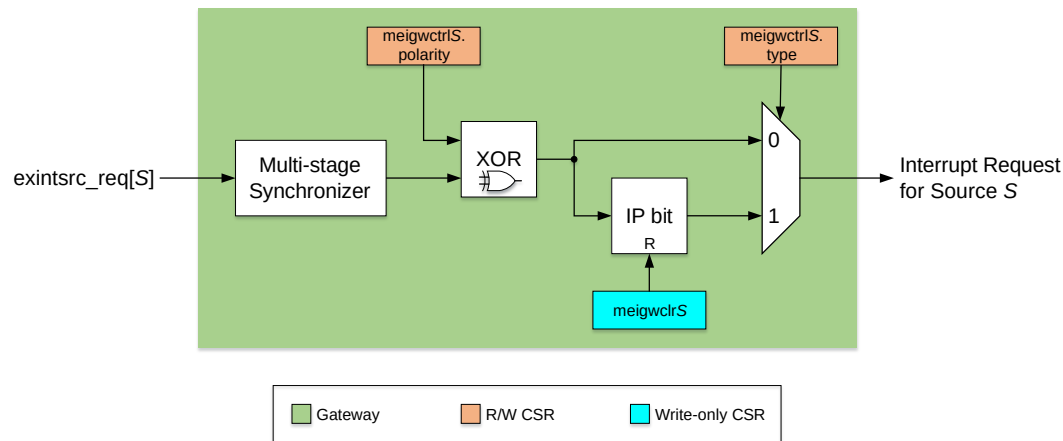 meigwctrlS.
polarity
meigwctrlS.
type
exintsrc_req[S]
Multi-stage
Synchronizer
XOR
0
1
IP bit
R
meigwclrS
Interrupt Request
for Source S
Gateway
R/W CSR
Write-only CSR